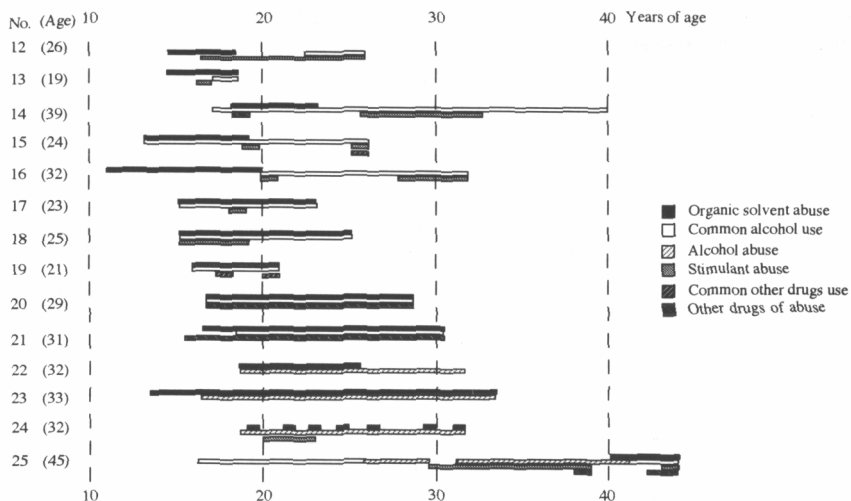 No. (Age) 10 20 30 40 Years of age
12 (26)
13 (19)
14 (39)
15 (24)
16 (32)
17 (23)
18 (25)
19 (21)
20 (29)
21 (31)
22 (32)
23 (33)
24 (32)
25 (45)
Organic solvent abuse
Common alcohol use
Alcohol abuse
Stimulant abuse
Common other drugs use
Other drugs of abuse
10 20 30 40